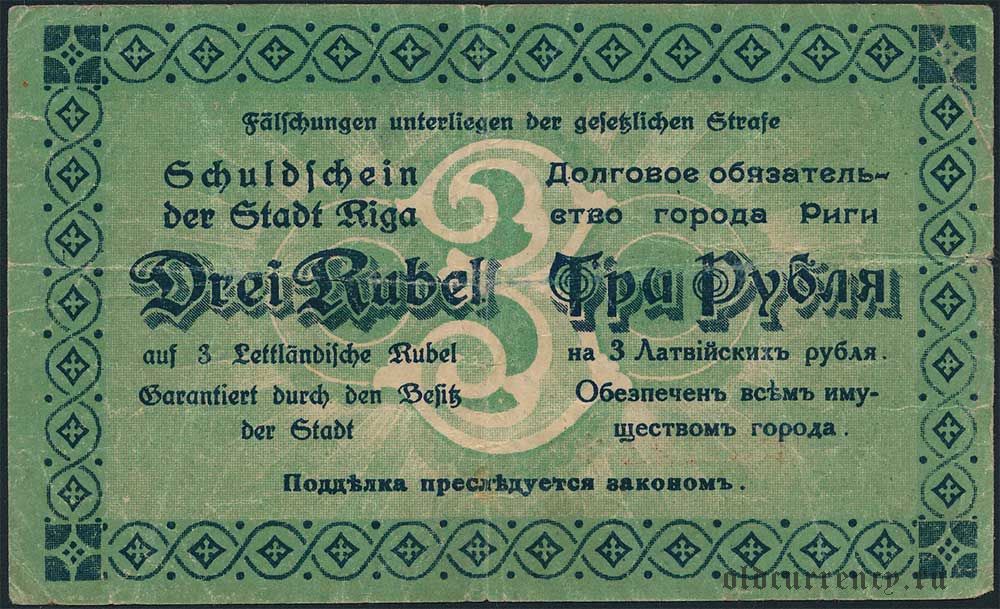 Fälschungen unterliegen der gesetzlichen Strafe
Schuldschein
der Stadt Riga
Drei Rubel
auf 3 Lettländische Rubel
Garantiert durch den Besitz
der Stadt
3
Долговое обязатель-
ство города Риги
Три Рубля
на 3 Латвійскихъ рубля.
Обезпеченъ всѣмъ иму-
ществомъ города.
Поддѣлка преслѣдуется закономъ.
oldcurrency.ru